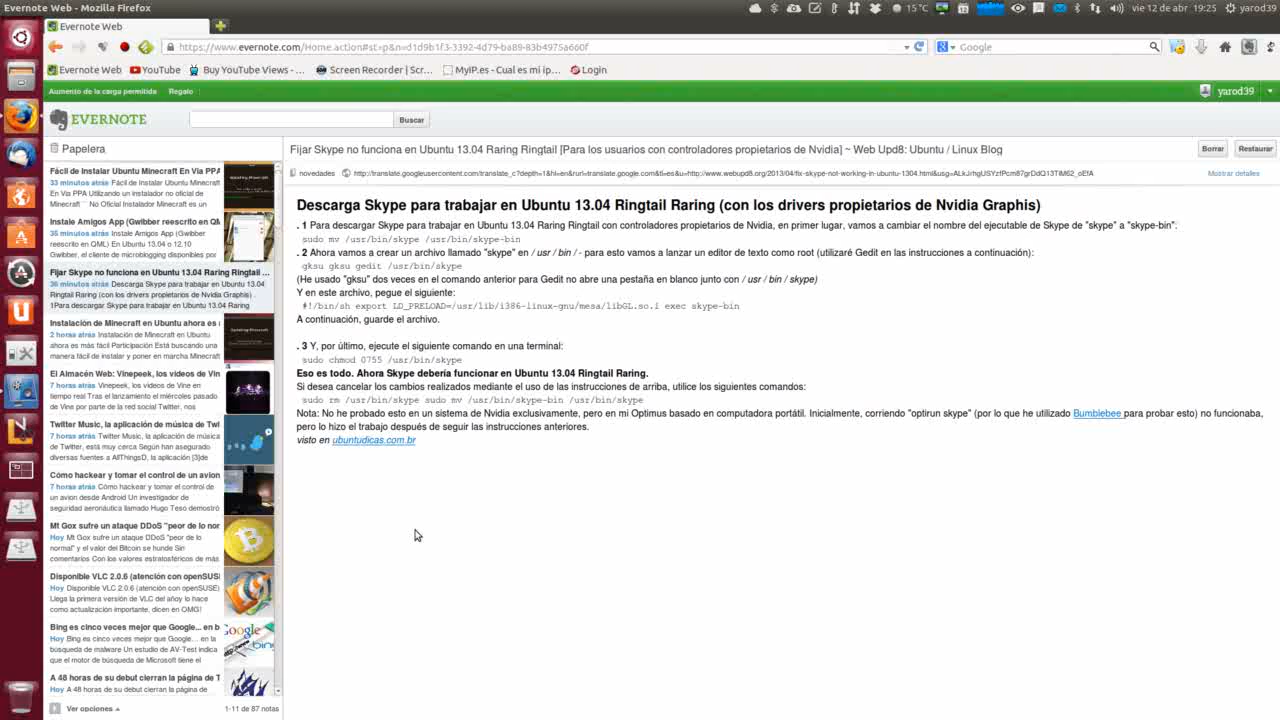 Evernote Web - Mozilla Firefox
15°C
vie 12 de abr 19:25 yarod39
Evernote Web
https://www.evernote.com/Home.action#st=p&n=d1d9b1f3-3392-4d79-ba89-83b4975a660f
Google
Evernote Web YouTube Buy YouTube Views - ... Screen Recorder | Scr... MyIP.es - Cual es mi ip... Login
Aumento de la carga permitida Regalo
yarod39
EVERNOTE
Buscar
Papelera
Fácil de Instalar Ubuntu Minecraft En Via PPA
33 minutos atrás Fácil de Instalar Ubuntu Minecraft
En Via PPA Utilizando un instalador no oficial de
Minecraft No Oficial Instalador Minecraft es un
Instale Amigos App (Gwibber reescrito en QM
35 minutos atrás Instale Amigos App (Gwibber
reescrito en QML) En Ubuntu 13.04 o 12.10
Gwibber, el cliente de microblogging dispuestos por
Fijar Skype no funciona en Ubuntu 13.04 Raring Ringtail ...
36 minutos atrás Descarga Skype para trabajar en Ubuntu 13.04
Ringtail Raring (con los drivers propietarios de Nvidia Graphis) .
1Para descargar Skype para trabajar en Ubuntu 13.04 Raring
Instalación de Minecraft en Ubuntu ahora es
2 horas atrás Instalación de Minecraft en Ubuntu
ahora es más fácil Participación Está buscando una
manera fácil de instalar y poner en marcha Minecraft
El Almacén Web: Vinepeek, los videos de Vin
7 horas atrás Vinepeek, los videos de Vine en
tiempo real Tras el lanzamiento el miércoles pasado
de Vine por parte de la red social Twitter, nos
Twitter Music, la aplicación de música de Twi
7 horas atrás Twitter Music, la aplicación de música
de Twitter, está muy cerca Según han asegurado
diversas fuentes a AllThingsD, la aplicación {3}de
Cómo hackear y tomar el control de un avion
7 horas atrás Cómo hackear y tomar el control de
un avion desde Android Un investigador de
seguridad aeronáutica llamado Hugo Teso demostró
Mt Gox sufre un ataque DDoS "peor de lo nor
Hoy Mt Gox sufre un ataque DDoS "peor de lo
normal" y el valor del Bitcoin se hunde Sin
comentarios Con los valores estratosféricos de más
Disponible VLC 2.0.6 (atención con openSUS
Hoy Disponible VLC 2.0.6 (atención con openSUSE)
Llega la primera versión de VLC del añoy lo hace
como actualización importante, dicen en OMG!
Bing es cinco veces mejor que Google... en b
Hoy Bing es cinco veces mejor que Google... en la
búsqueda de malware Un estudio de AV-Test indica
que el motor de búsqueda de Microsoft tiene el
A 48 horas de su debut cierran la página de T
Hoy A 48 horas de su debut cierran la página de
Ver opciones
1-11 de 87 notas
Fijar Skype no funciona en Ubuntu 13.04 Raring Ringtail [Para los usuarios con controladores propietarios de Nvidia] ~ Web Upd8: Ubuntu / Linux Blog
Borrar Restaurar
novedades
Mostrar detalles
Descarga Skype para trabajar en Ubuntu 13.04 Ringtail Raring (con los drivers propietarios de Nvidia Graphis)
. 1 Para descargar Skype para trabajar en Ubuntu 13.04 Raring Ringtail con controladores propietarios de Nvidia, en primer lugar, vamos a cambiar el nombre del ejecutable de Skype de "skype" a "skype-bin":
sudo mv /usr/bin/skype /usr/bin/skype-bin
. 2 Ahora vamos a crear un archivo llamado "skype" en / usr / bin / - para esto vamos a lanzar un editor de texto como root (utilizaré Gedit en las instrucciones a continuación):
gksu gksu gedit /usr/bin/skype
(He usado "gksu" dos veces en el comando anterior para Gedit no abre una pestaña en blanco junto con / usr / bin / skype)
Y en este archivo, pegue el siguiente:
#!/bin/sh export LD_PRELOAD=/usr/lib/i386-linux-gnu/mesa/libGL.so.1 exec skype-bin
A continuación, guarde el archivo.
. 3 Y, por último, ejecute el siguiente comando en una terminal:
sudo chmod 0755 /usr/bin/skype
Eso es todo. Ahora Skype debería funcionar en Ubuntu 13.04 Ringtail Raring.
Si desea cancelar los cambios realizados mediante el uso de las instrucciones de arriba, utilice los siguientes comandos:
sudo rm /usr/bin/skype sudo mv /usr/bin/skype-bin /usr/bin/skype
Nota: No he probado esto en un sistema de Nvidia exclusivamente, pero en mi Optimus basado en computadora portátil. Inicialmente, corriendo "optirun skype" (por lo que he utilizado Bumblebee para probar esto) no funcionaba,
pero lo hizo el trabajo después de seguir las instrucciones anteriores.
visto en ubuntudicas.com.br